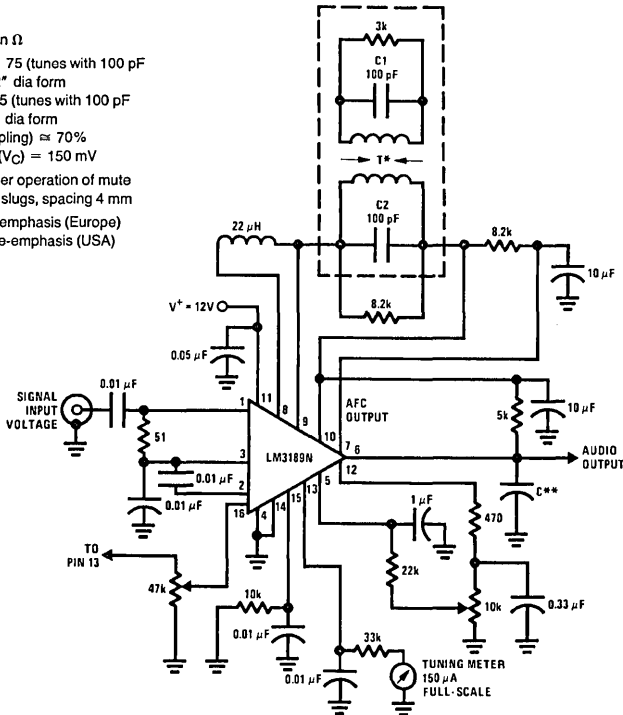 n Ω
75 (tunes with 100 pF
" dia form
5 (tunes with 100 pF
dia form
pling) ≅ 70%
(VC) = 150 mV
er operation of mute
slugs, spacing 4 mm
emphasis (Europe)
e-emphasis (USA)
3k
C1
100 pF
T*
C2
100 pF
22 μH
8.2k
8.2k
10 μF
V+ = 12V
0.05 μF
0.01 μF
SIGNAL
INPUT
VOLTAGE
51
1
11
8
9
10
AFC
OUTPUT
5k
10 μF
3
LM3189N
7
6
12
AUDIO
OUTPUT
0.01 μF
2
0.01 μF
16
4
14
15
13
5
1 μF
470
C**
TO
PIN 13
47k
10k
0.01 μF
22k
10k
0.33 μF
33k
0.01 μF
TUNING METER
150 μA
FULL-SCALE